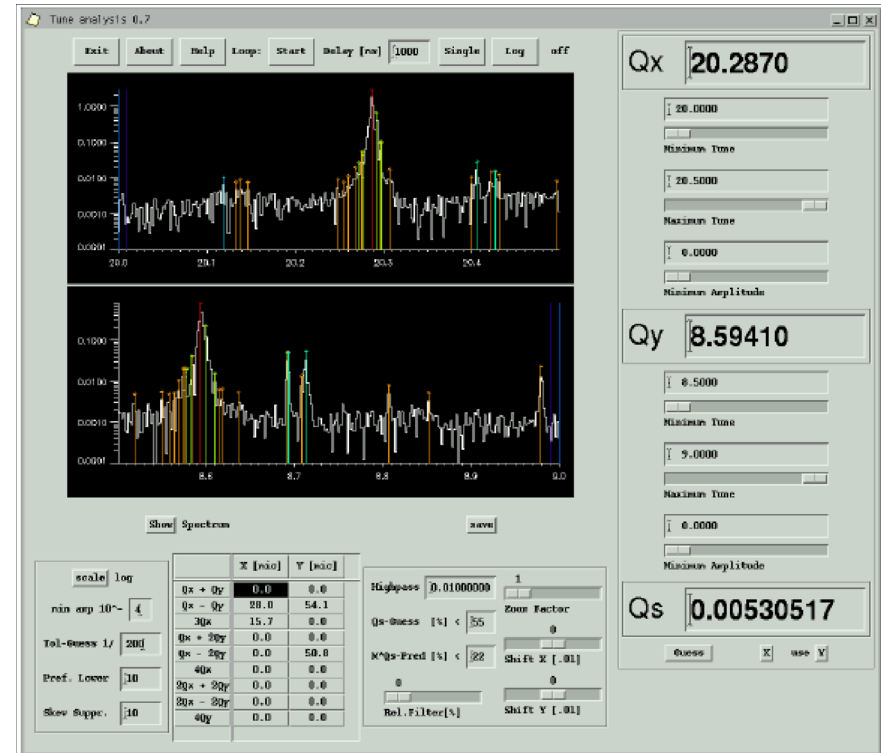 Tune analysis 0.7
Exit About Help Loop: Start Delay [ms] 1000 Single Log off
Qx 20.2870
20.0000
Minimum Tune
20.5000
Maximum Tune
0.0000
Minimum Amplitude
1.0000
0.1000
0.0100
0.0010
0.0001
20.0 20.1 20.2 20.3 20.4
Qy 8.59410
8.5000
Minimum Tune
9.0000
Maximum Tune
0.0000
Minimum Amplitude
0.1000
0.0100
0.0010
0.0001
8.6 8.7 8.8 8.9 9.0
Show Spectrum save
Qs 0.00530517
Guess X use Y
scale log
min amp 10^- 4
Tol-Guess 1/ 200
Pref. Lower 10
Skew Suppr. 10
X [mic] Y [mic]
Qx + Qy 0.0 0.0
Qx - Qy 28.0 54.1
3Qx 15.7 0.0
Qx + 2Qy 0.0 0.0
Qx - 2Qy 0.0 50.8
4Qx 0.0 0.0
2Qx + 2Qy 0.0 0.0
2Qx - 2Qy 0.0 0.0
4Qy 0.0 0.0
Highpass 0.01000000
Qs-Guess [%] < 55
N*Qs-Pred [%] < 22
0
Rel.Filter[%]
1
Zoom Factor
0
Shift X [.01]
0
Shift Y [.01]